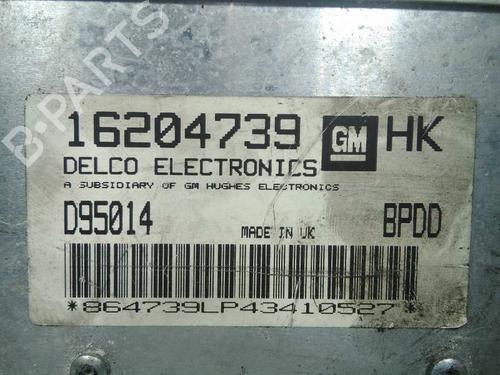 B-PARTS
16204739 GM HK
DELCO ELECTRONICS
A SUBSIDIARY OF GM HUGHES ELECTRONICS
D95014 MADE IN UK BPDD
*864739LP43410527*